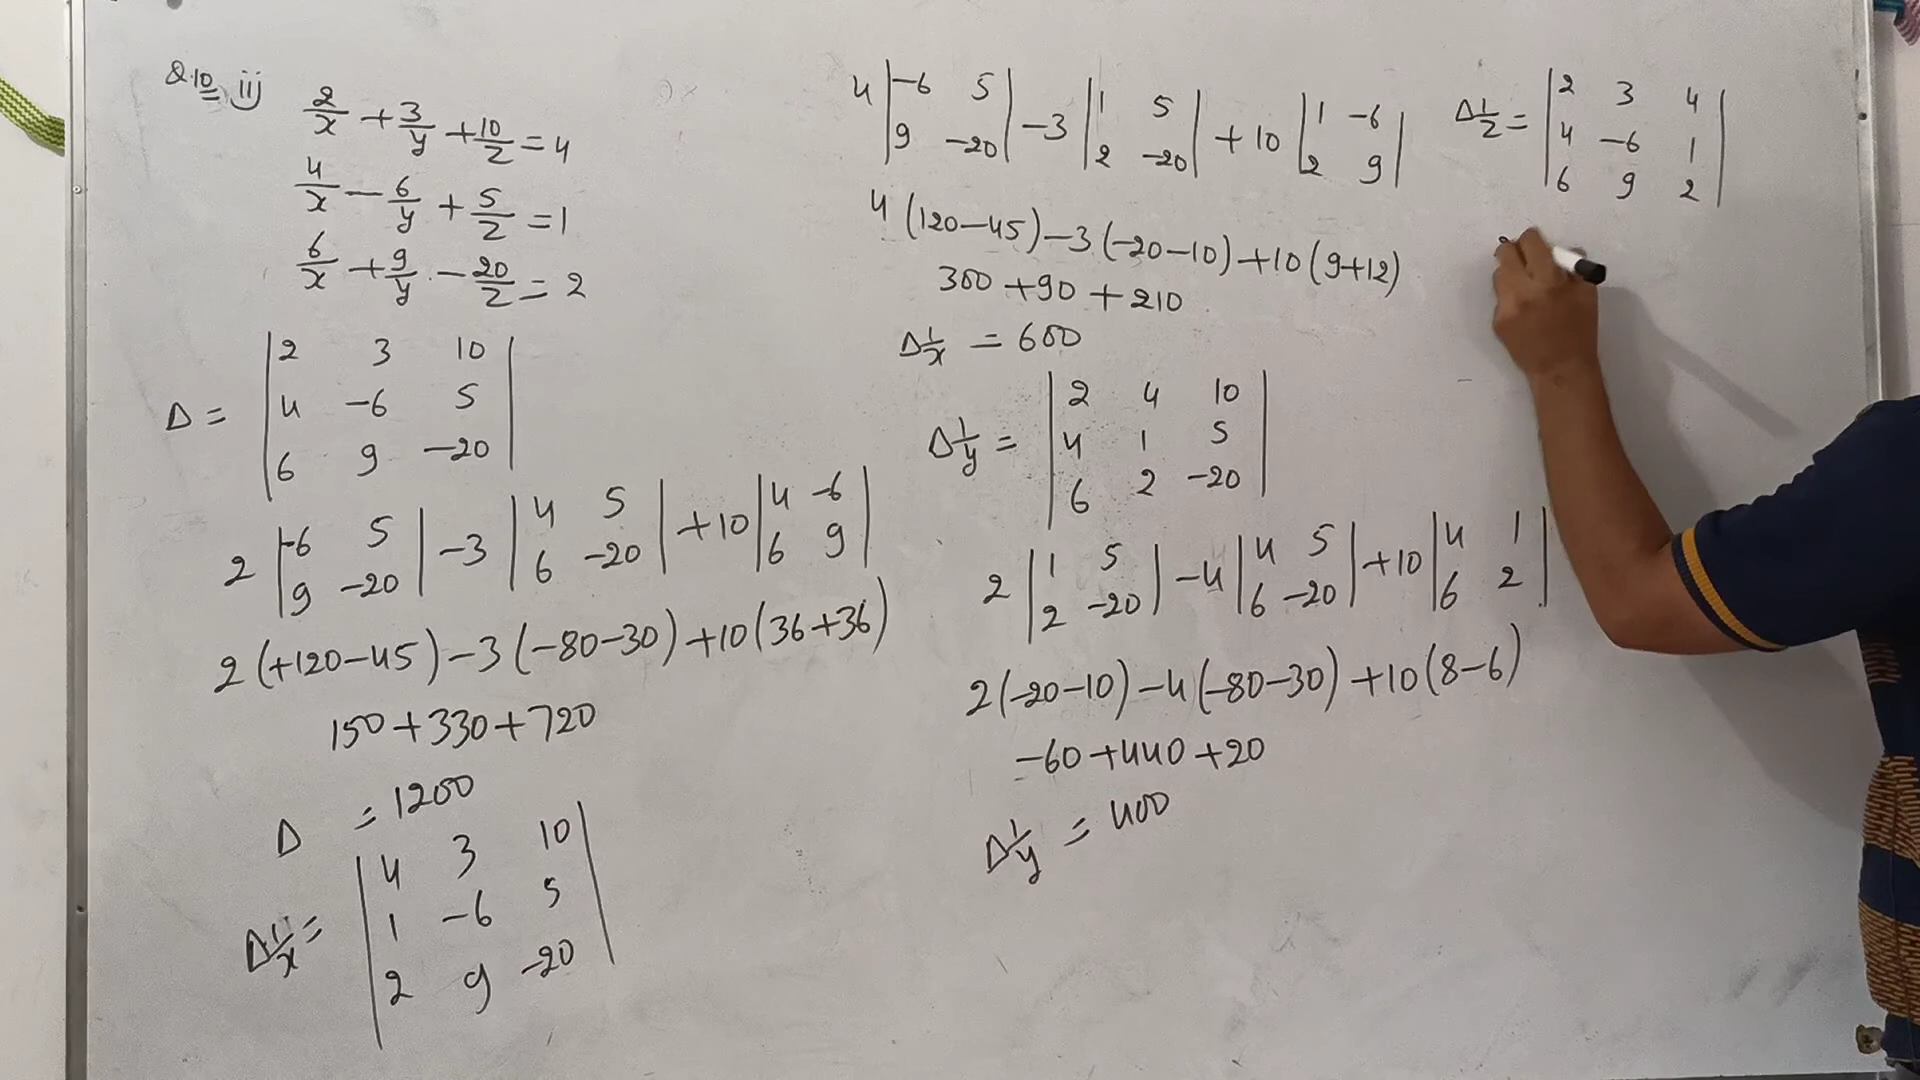 Q.10 ii)
2/x + 3/y + 10/z = 4
4/x - 6/y + 5/z = 1
6/x + 9/y - 20/z = 2
Δ = | 2 3 10 |
| 4 -6 5 |
| 6 9 -20 |
2 | -6 5 | -3 | 4 5 | +10 | 4 -6 |
| 9 -20 | | 6 -20 | | 6 9 |
2 (+120-45) -3 (-80-30) +10 (36+36)
150+330+720
Δ = 1200
Δ1/x = | 4 3 10 |
| 1 -6 5 |
| 2 9 -20 |
4 | -6 5 | -3 | 1 5 | +10 | 1 -6 |
| 9 -20 | | 2 -20 | | 2 9 |
4 (120-45) -3 (-20-10) +10 (9+12)
300+90+210
Δ1/x = 600
Δ1/y = | 2 4 10 |
| 4 1 5 |
| 6 2 -20 |
2 | 1 5 | -4 | 4 5 | +10 | 4 1 |
| 2 -20 | | 6 -20 | | 6 2 |
2(-20-10) -4(-80-30) +10 (8-6)
-60+440+20
Δ1/y = 400
Δ1/z = | 2 3 4 |
| 4 -6 1 |
| 6 9 2 |